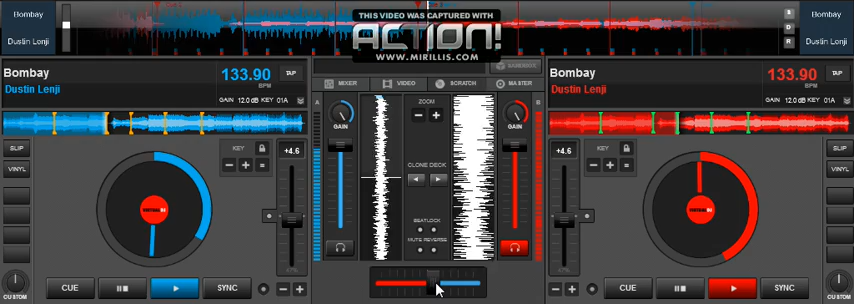 Bombay
Dustin Lonji
THIS VIDEO WAS CAPTURED WITH
ACTION!
WWW.MIRILLIS.COM
S
D
R
Bombay
Dustin Lonji
Bombay
133.90
BPM
TAP
Dustin Lenji
GAIN 12.0 dB KEY 01A
SLIP
VINYL
KEY
- + =
+4.6
CUSTOM
CUE
SYNC
- +
MIXER
VIDEO
SCRATCH
MASTER
A
GAIN
ZOOM
- +
CLONE DECK
BEATLOCK
MUTE REVERSE
GAIN
B
Bombay
133.90
BPM
TAP
Dustin Lenji
GAIN 12.0 dB KEY 01A
+4.6
KEY
- + =
SLIP
VINYL
- +
CUE
SYNC
CUSTOM